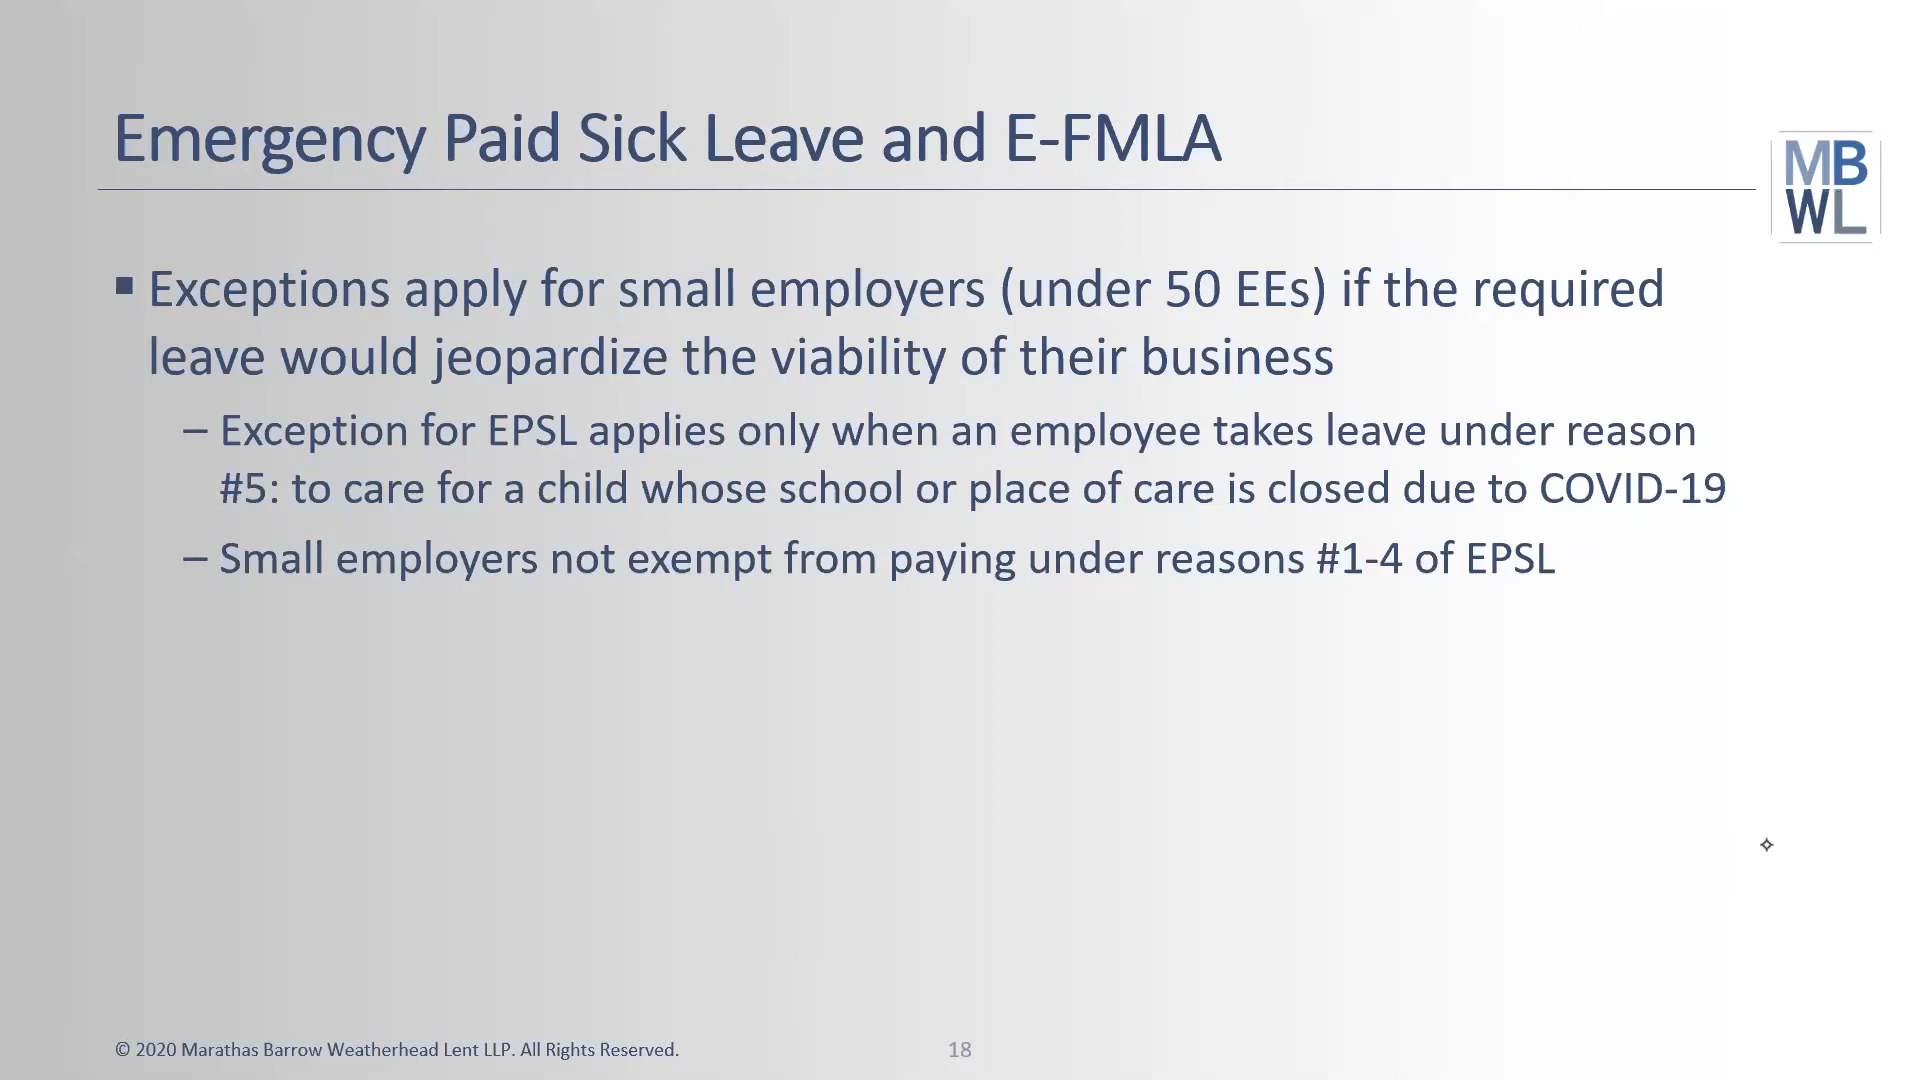 Emergency Paid Sick Leave and E-FMLA
MB
WL
▪ Exceptions apply for small employers (under 50 EEs) if the required
leave would jeopardize the viability of their business
– Exception for EPSL applies only when an employee takes leave under reason
#5: to care for a child whose school or place of care is closed due to COVID-19
– Small employers not exempt from paying under reasons #1-4 of EPSL
© 2020 Marathas Barrow Weatherhead Lent LLP. All Rights Reserved.
18